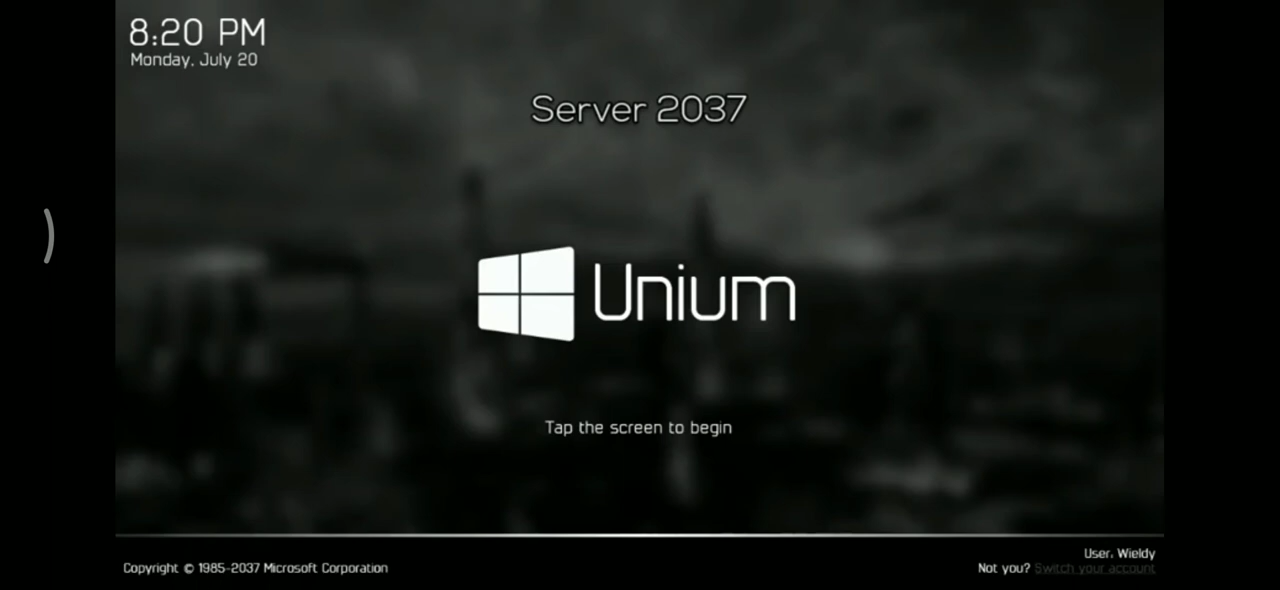 8:20 PM
Monday, July 20
Server 2037
Unium
Tap the screen to begin
User, Wieldy
Copyright © 1985-2037 Microsoft Corporation
Not you? Switch your account